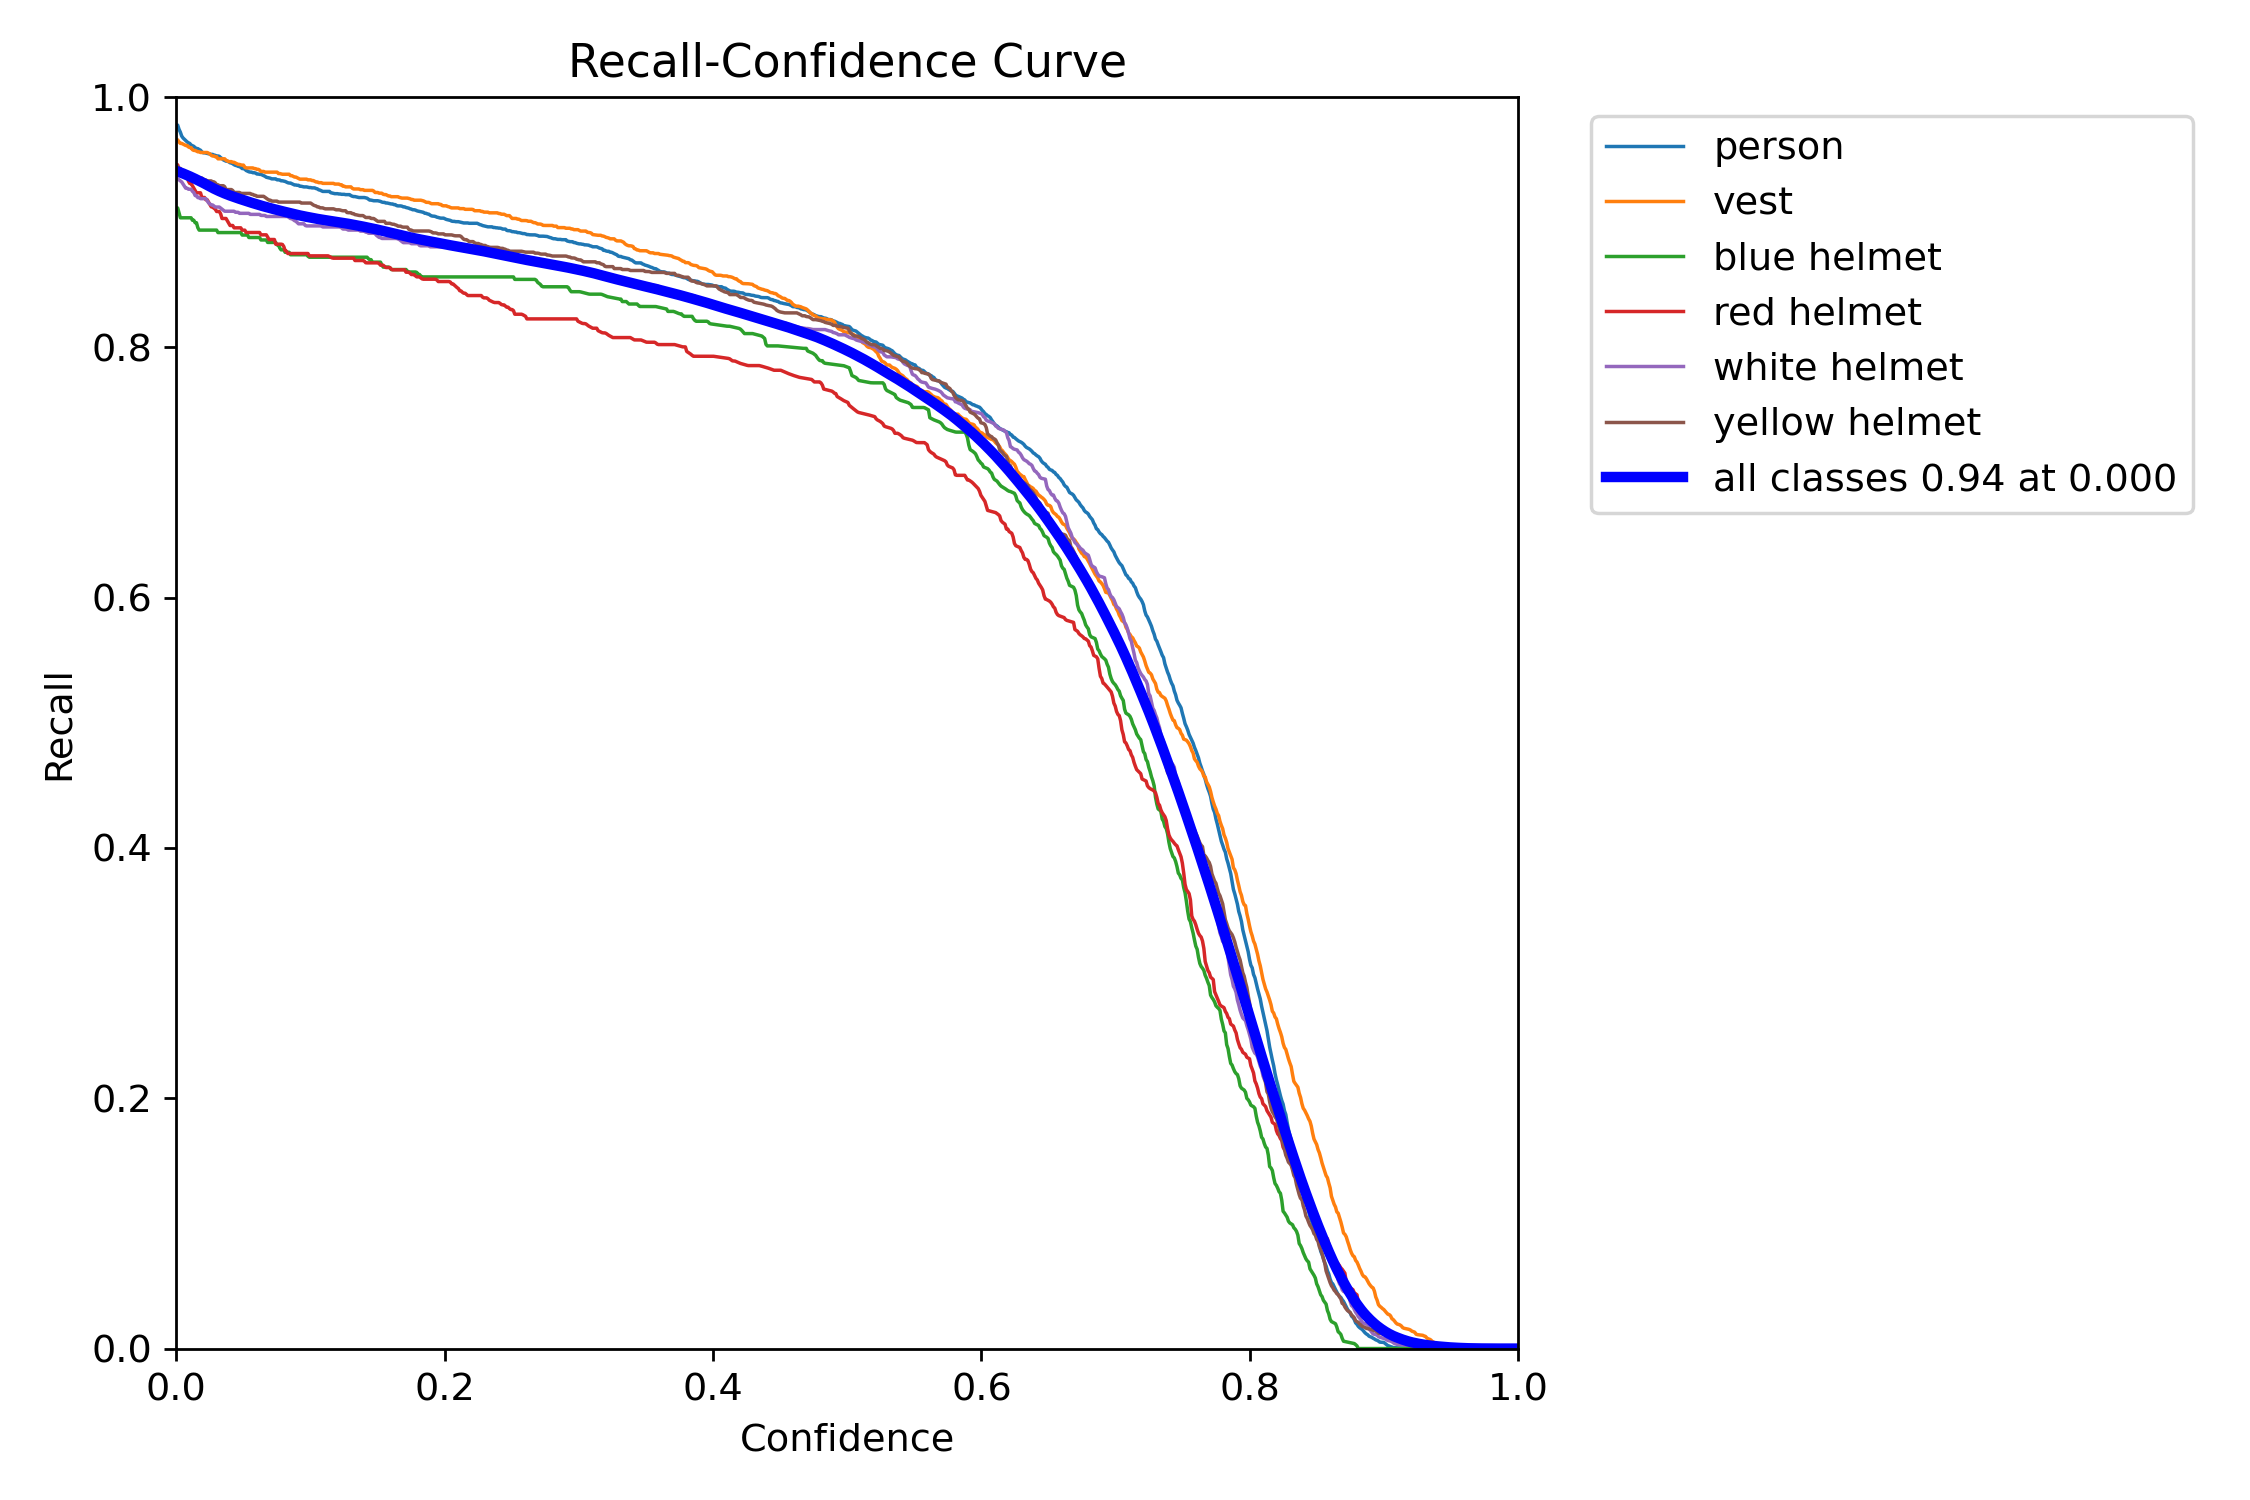 Recall-Confidence Curve
1.0
0.8
0.6
0.4
0.2
0.0
Recall
0.0 0.2 0.4 0.6 0.8 1.0
Confidence
person
vest
blue helmet
red helmet
white helmet
yellow helmet
all classes 0.94 at 0.000